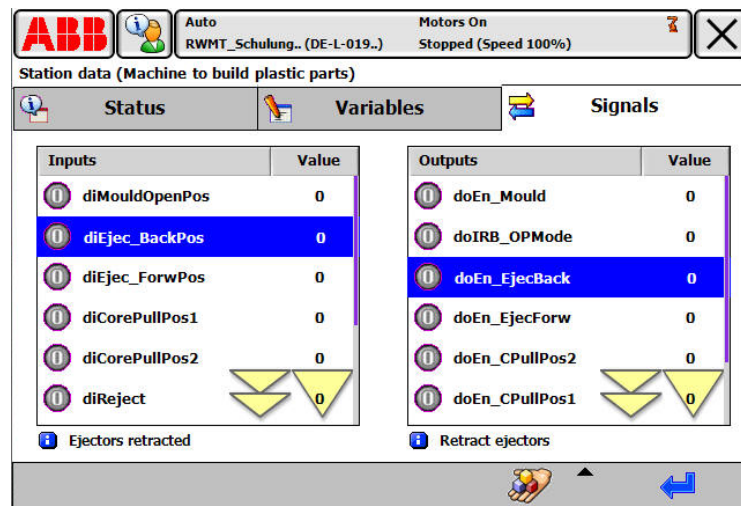 ABB
Auto
RWMT_Schulung.. (DE-L-019..)
Motors On
Stopped (Speed 100%)
Station data (Machine to build plastic parts)
Status
Variables
Signals
Inputs Value
diMouldOpenPos 0
diEjec_BackPos 0
diEjec_ForwPos 0
diCorePullPos1 0
diCorePullPos2 0
diReject 0
Ejectors retracted
Outputs Value
doEn_Mould 0
doIRB_OPMode 0
doEn_EjecBack 0
doEn_EjecForw 0
doEn_CPullPos2 0
doEn_CPullPos1 0
Retract ejectors